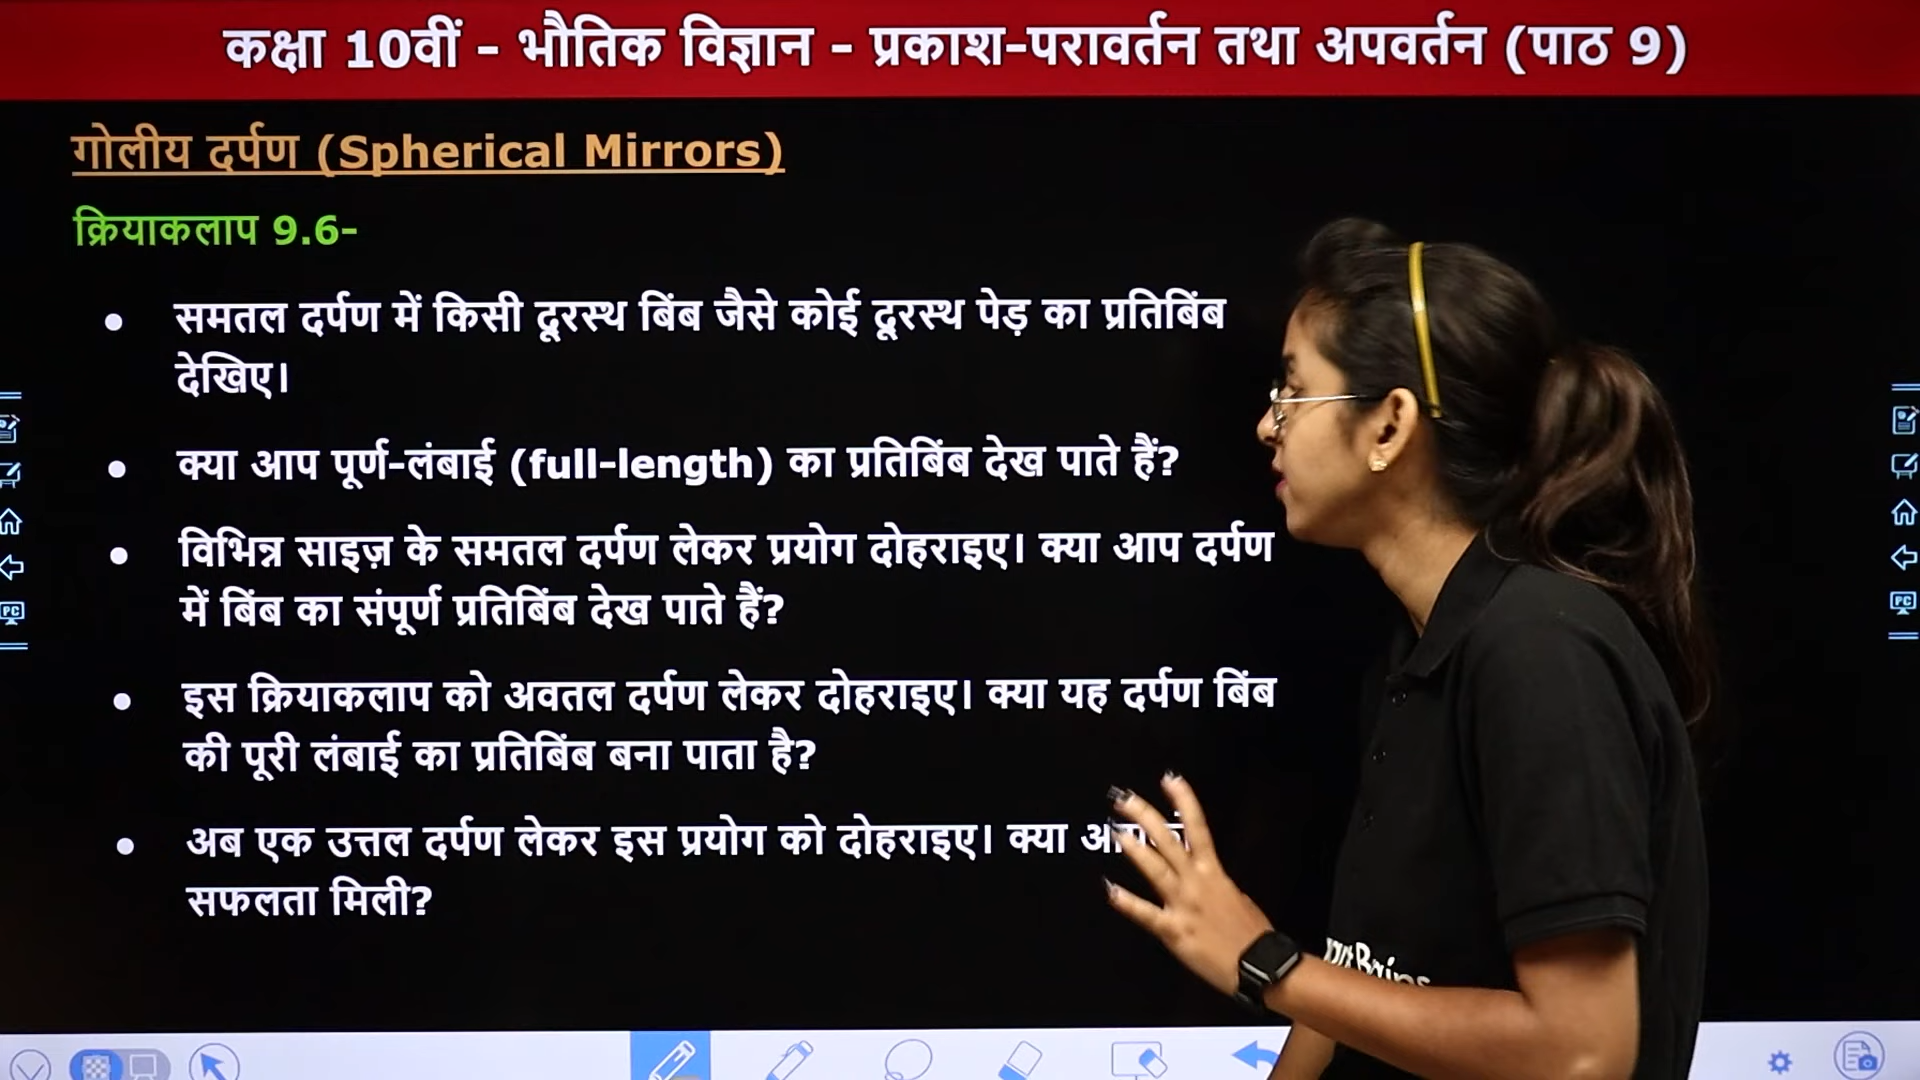 कक्षा 10वीं - भौतिक विज्ञान - प्रकाश-परावर्तन तथा अपवर्तन (पाठ 9)
गोलीय दर्पण (Spherical Mirrors)
क्रियाकलाप 9.6-
• समतल दर्पण में किसी दूरस्थ बिंब जैसे कोई दूरस्थ पेड़ का प्रतिबिंब
देखिए।
• क्या आप पूर्ण-लंबाई (full-length) का प्रतिबिंब देख पाते हैं?
• विभिन्न साइज़ के समतल दर्पण लेकर प्रयोग दोहराइए। क्या आप दर्पण
में बिंब का संपूर्ण प्रतिबिंब देख पाते हैं?
• इस क्रियाकलाप को अवतल दर्पण लेकर दोहराइए। क्या यह दर्पण बिंब
की पूरी लंबाई का प्रतिबिंब बना पाता है?
• अब एक उत्तल दर्पण लेकर इस प्रयोग को दोहराइए। क्या
सफलता मिली?
PC
PC